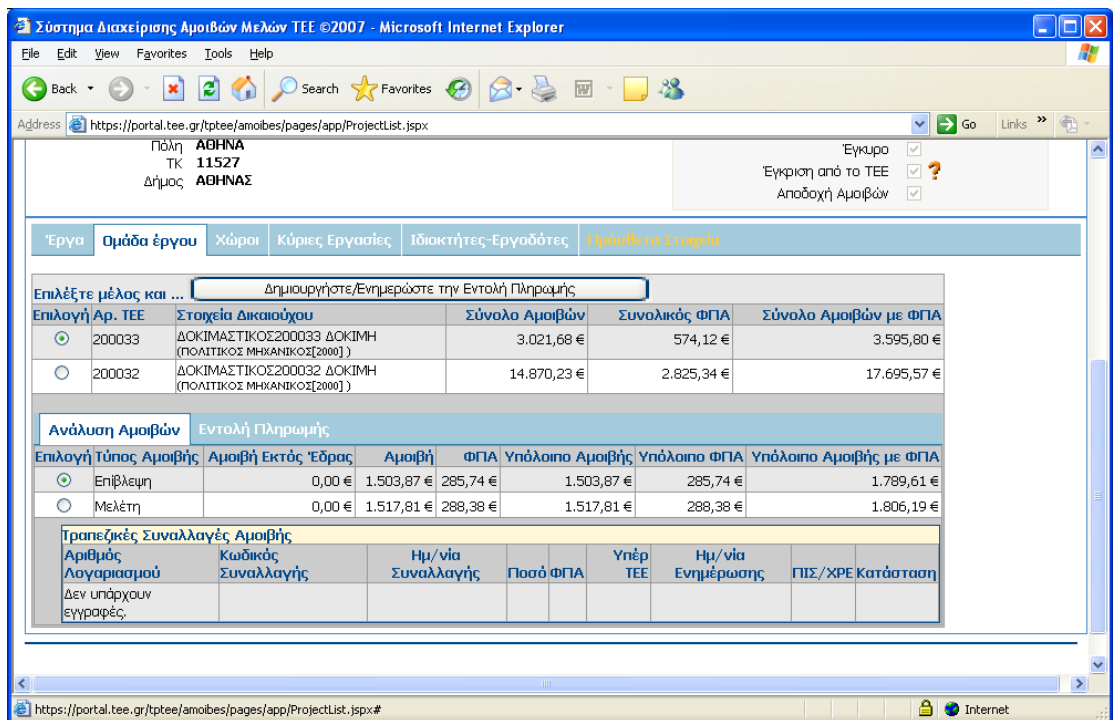 Σύστημα Διαχείρισης Αμοιβών Μελών ΤΕΕ ©2007 - Microsoft Internet Explorer
File Edit View Favorites Tools Help
Back Search Favorites
Address https://portal.tee.gr/tptee/amoibes/pages/app/ProjectList.jspx Go Links »
Πόλη ΑΘΗΝΑ
ΤΚ 11527
Δήμος ΑΘΗΝΑΣ
Έγκυρο
Έγκριση από το ΤΕΕ ?
Αποδοχή Αμοιβών
Έργα Ομάδα έργου Χώροι Κύριες Εργασίες Ιδιοκτήτες-Εργοδότες Πρόσθετα Στοιχεία
Επιλέξτε μέλος και ... Δημιουργήστε/Ενημερώστε την Εντολή Πληρωμής
Επιλογή Αρ. ΤΕΕ Στοιχεία Δικαιούχου Σύνολο Αμοιβών Συνολικός ΦΠΑ Σύνολο Αμοιβών με ΦΠΑ
200033 ΔΟΚΙΜΑΣΤΙΚΟΣ200033 ΔΟΚΙΜΗ 3.021,68 € 574,12 € 3.595,80 €
(ΠΟΛΙΤΙΚΟΣ ΜΗΧΑΝΙΚΟΣ[2000] )
200032 ΔΟΚΙΜΑΣΤΙΚΟΣ200032 ΔΟΚΙΜΗ 14.870,23 € 2.825,34 € 17.695,57 €
(ΠΟΛΙΤΙΚΟΣ ΜΗΧΑΝΙΚΟΣ[2000] )
Ανάλυση Αμοιβών Εντολή Πληρωμής
Επιλογή Τύπος Αμοιβής Αμοιβή Εκτός Έδρας Αμοιβή ΦΠΑ Υπόλοιπο Αμοιβής Υπόλοιπο ΦΠΑ Υπόλοιπο Αμοιβής με ΦΠΑ
Επίβλεψη 0,00 € 1.503,87 € 285,74 € 1.503,87 € 285,74 € 1.789,61 €
Μελέτη 0,00 € 1.517,81 € 288,38 € 1.517,81 € 288,38 € 1.806,19 €
Τραπεζικές Συναλλαγές Αμοιβής
Αριθμός Κωδικός Ημ/νία Υπέρ Ημ/νία
Λογαριασμού Συναλλαγής Συναλλαγής Ποσό ΦΠΑ ΤΕΕ Ενημέρωσης ΠΙΣ/ΧΡΕ Κατάσταση
Δεν υπάρχουν
εγγραφές.
https://portal.tee.gr/tptee/amoibes/pages/app/ProjectList.jspx# Internet